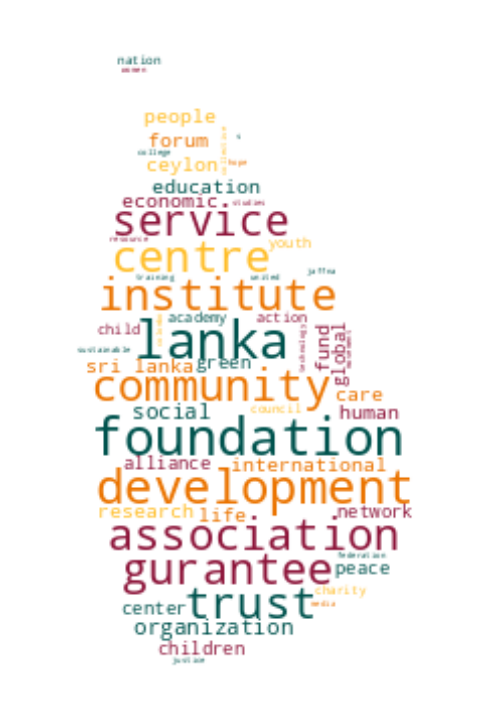 nation
women
people
forum
college
ceylon
hope
education
economic.
studies
service
resource
youth
centre
training
united
jaffna
institute
academy
action
child
technology
fund
global
sustainable
lanka
green
sri lanka
community
care
social
council
human
foundation
alliance
international
development
research
life
network
association
federation
gurantee
peace
charity
trust
media
center
organization
children
justice